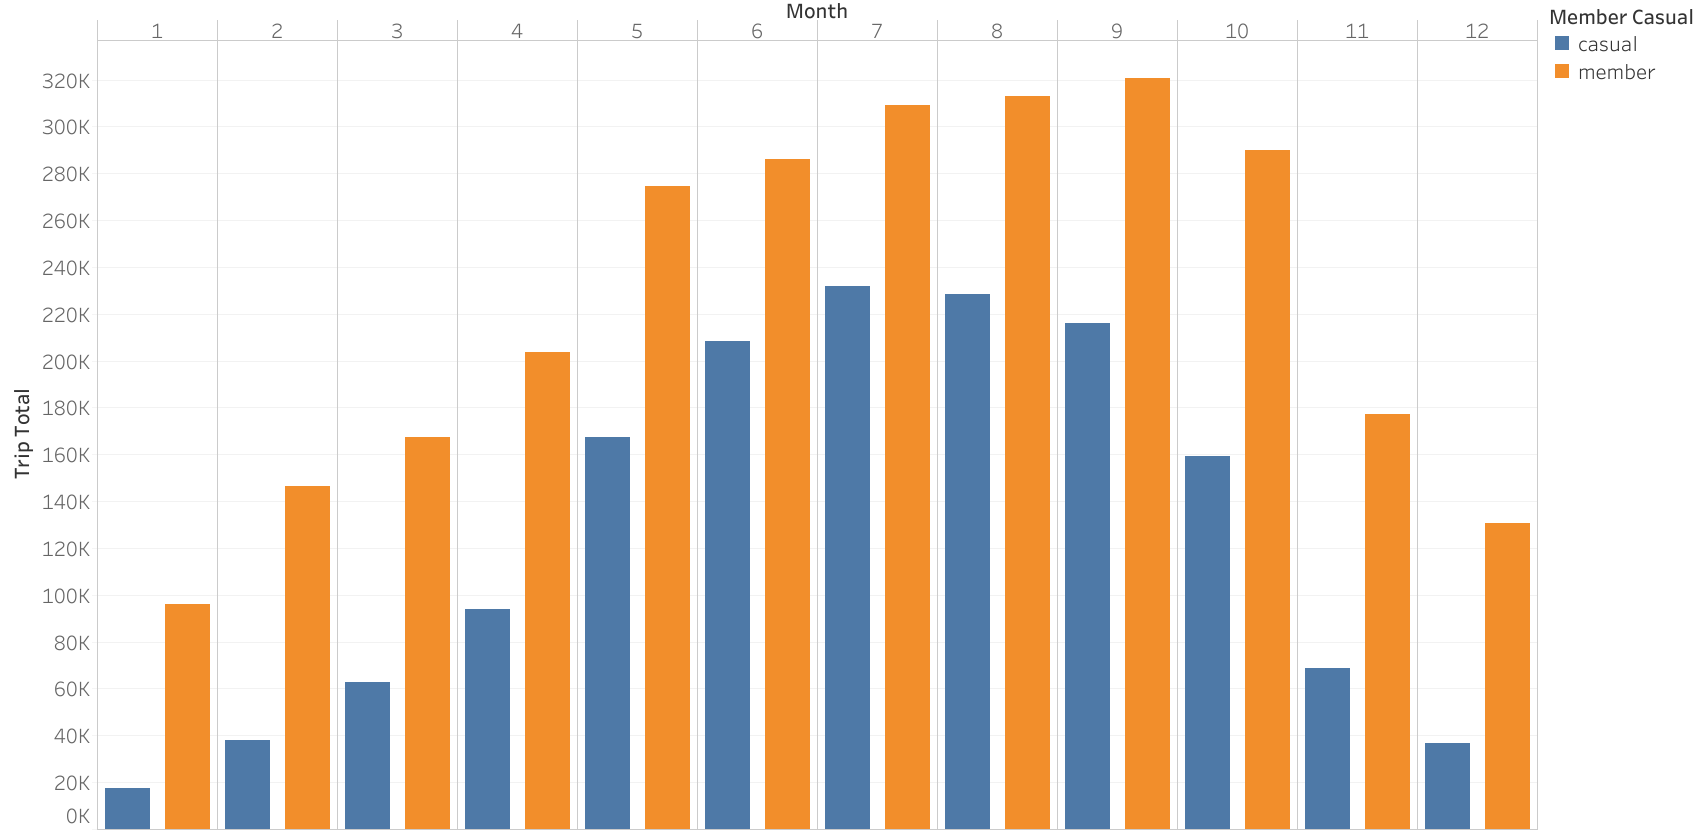 Month
1 2 3 4 5 6 7 8 9 10 11 12
Member Casual
casual
member
Trip Total
320K
300K
280K
260K
240K
220K
200K
180K
160K
140K
120K
100K
80K
60K
40K
20K
0K